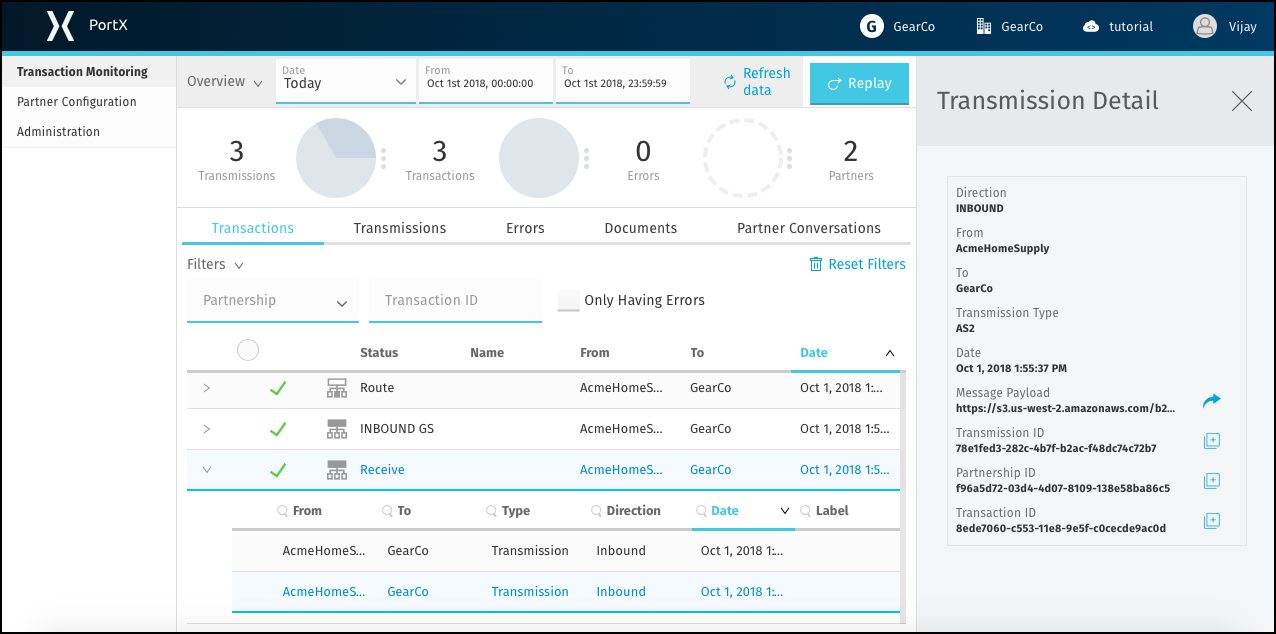 PortX
G GearCo
GearCo
tutorial
Vijay
Transaction Monitoring
Partner Configuration
Administration
Overview
Date
Today
From
Oct 1st 2018, 00:00:00
To
Oct 1st 2018, 23:59:59
Refresh
data
Replay
3
Transmissions
3
Transactions
0
Errors
2
Partners
Transactions Transmissions Errors Documents Partner Conversations
Filters
Reset Filters
Partnership
Transaction ID
Only Having Errors
Status Name From To Date
Route AcmeHomeS... GearCo Oct 1, 2018 1:...
INBOUND GS AcmeHomeS... GearCo Oct 1, 2018 1:5...
Receive AcmeHomeS... GearCo Oct 1, 2018 1:5...
From To Type Direction Date Label
AcmeHomeS... GearCo Transmission Inbound Oct 1, 2018 1:...
AcmeHomeS... GearCo Transmission Inbound Oct 1, 2018 1:...
Transmission Detail
Direction
INBOUND
From
AcmeHomeSupply
To
GearCo
Transmission Type
AS2
Date
Oct 1, 2018 1:55:37 PM
Message Payload
https://s3.us-west-2.amazonaws.com/b2...
Transmission ID
78e1fed3-282c-4b7f-b2ac-f48dc74c72b7
Partnership ID
f96a5d72-03d4-4d07-8109-138e58ba86c5
Transaction ID
8ede7060-c553-11e8-9e5f-c0cecde9ac0d